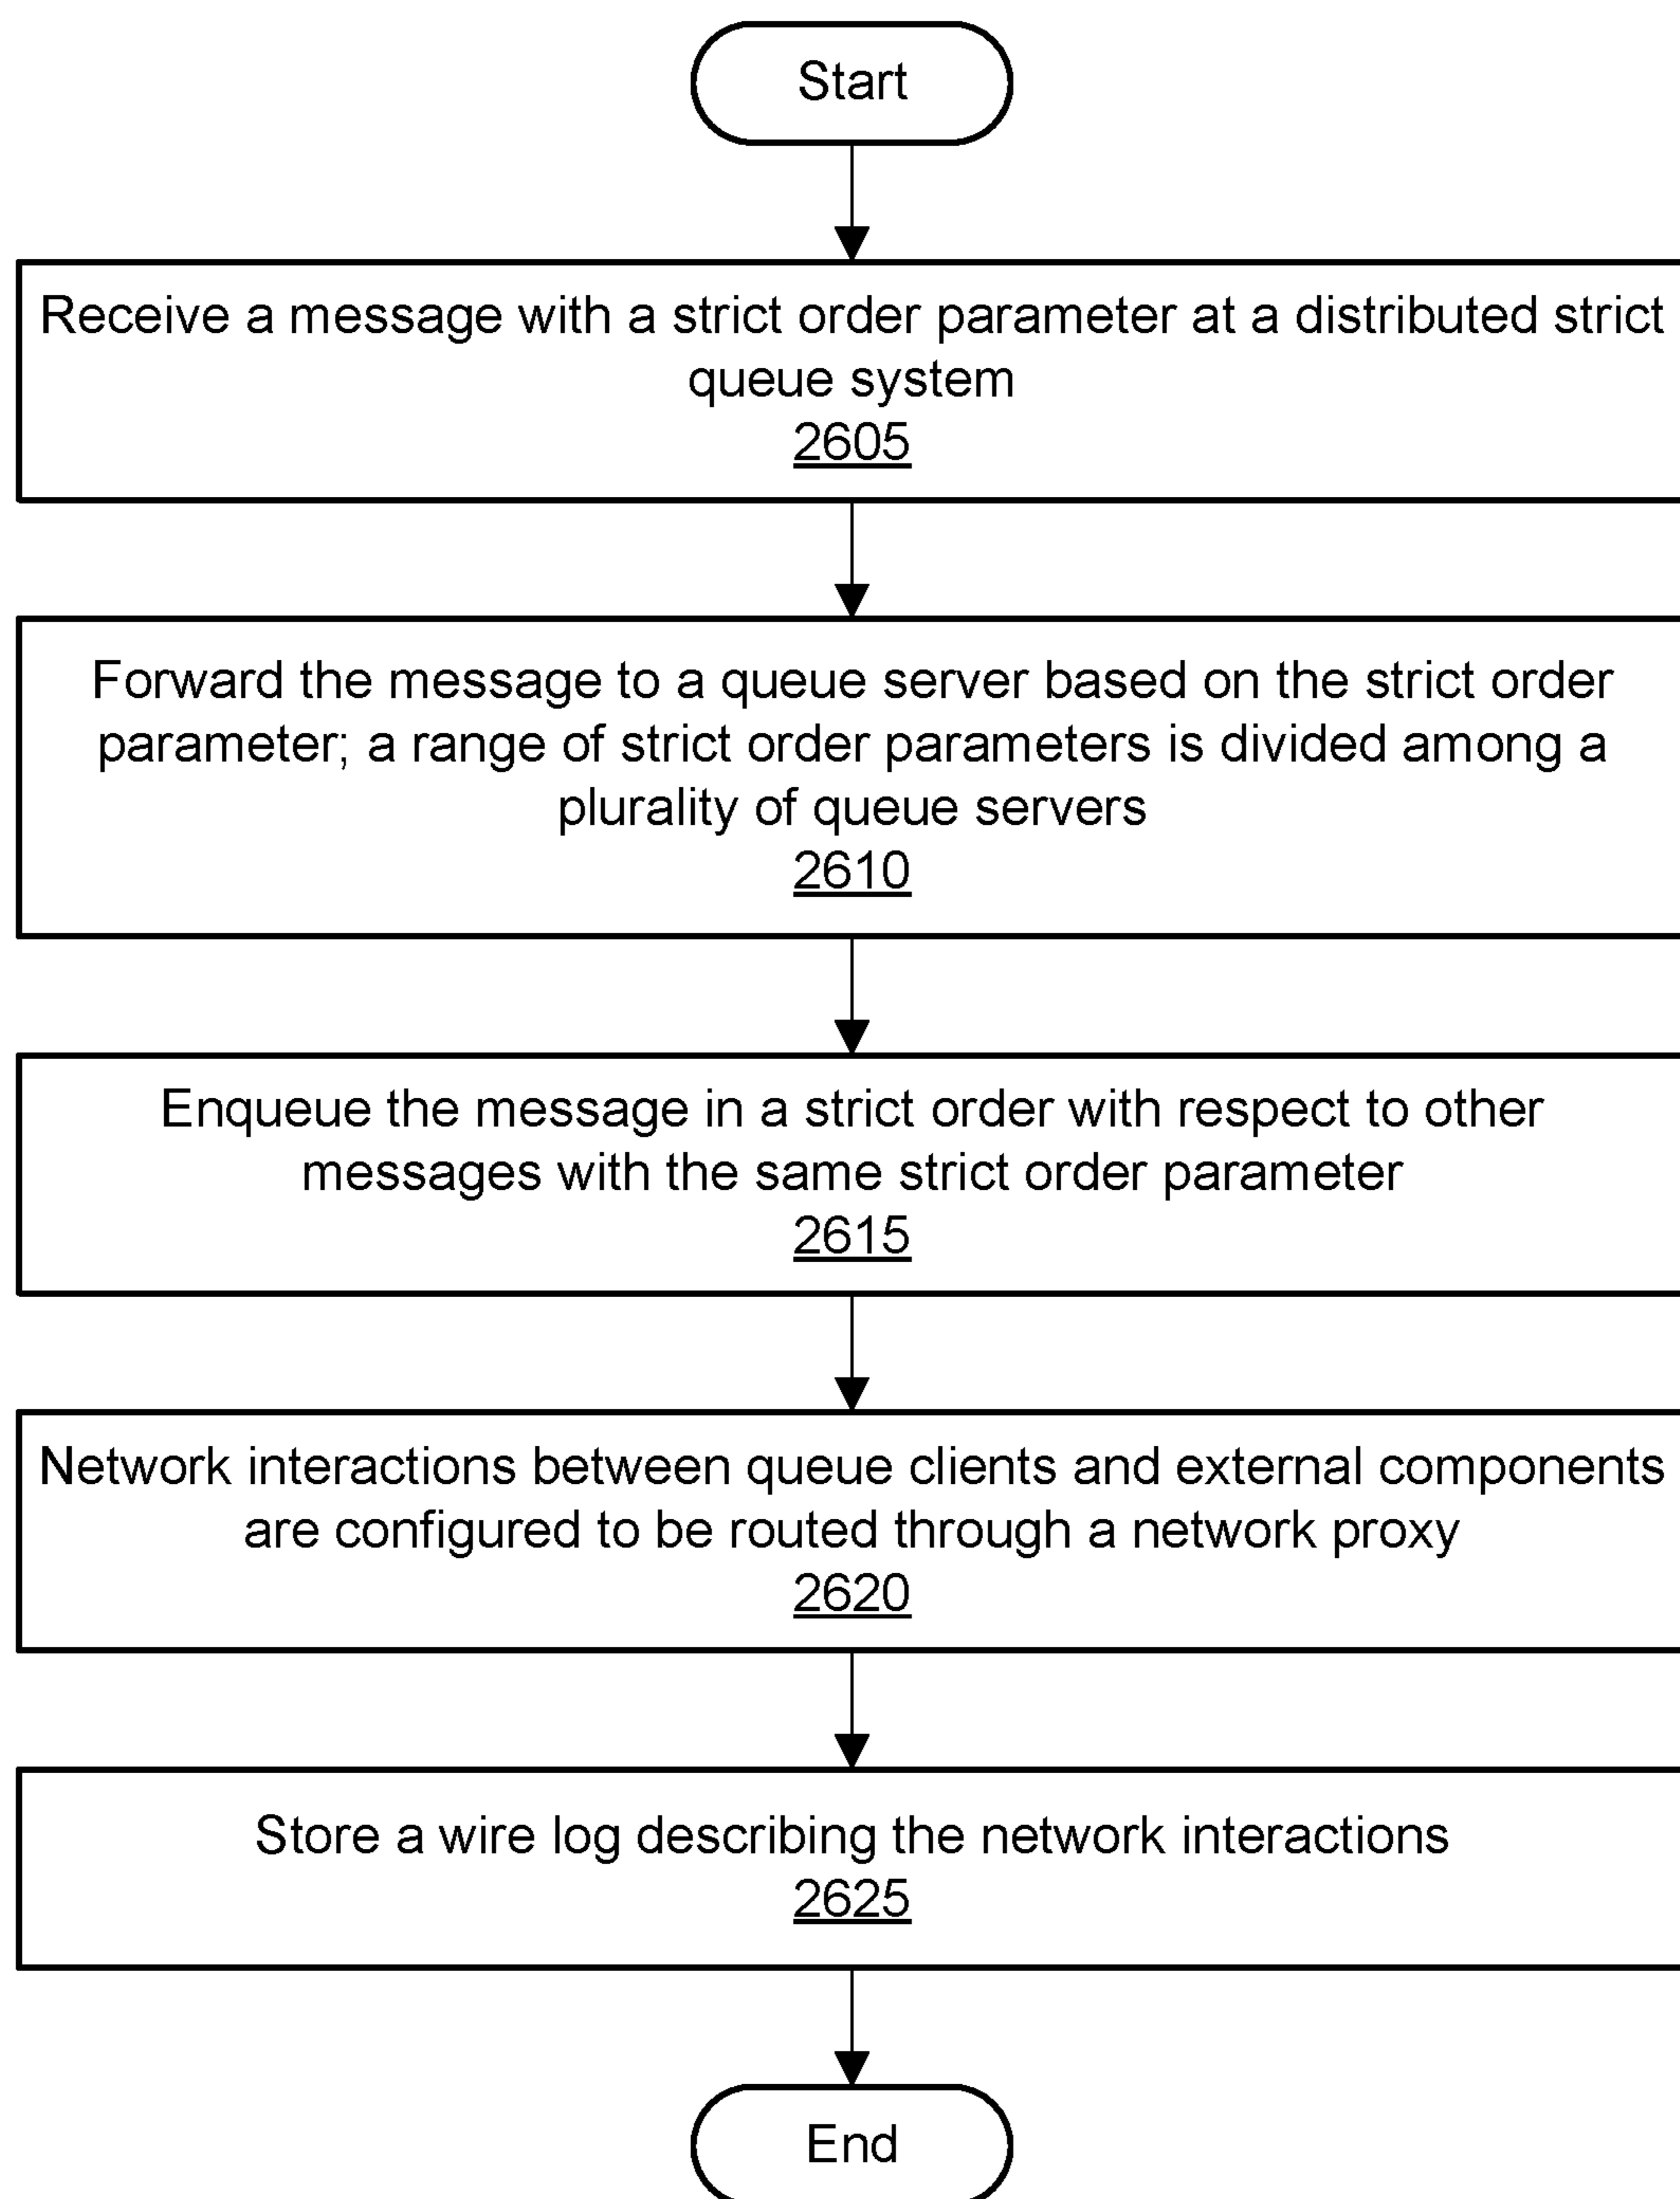 Start
Receive a message with a strict order parameter at a distributed strict
queue system
2605
Forward the message to a queue server based on the strict order
parameter; a range of strict order parameters is divided among a
plurality of queue servers
2610
Enqueue the message in a strict order with respect to other
messages with the same strict order parameter
2615
Network interactions between queue clients and external components
are configured to be routed through a network proxy
2620
Store a wire log describing the network interactions
2625
End